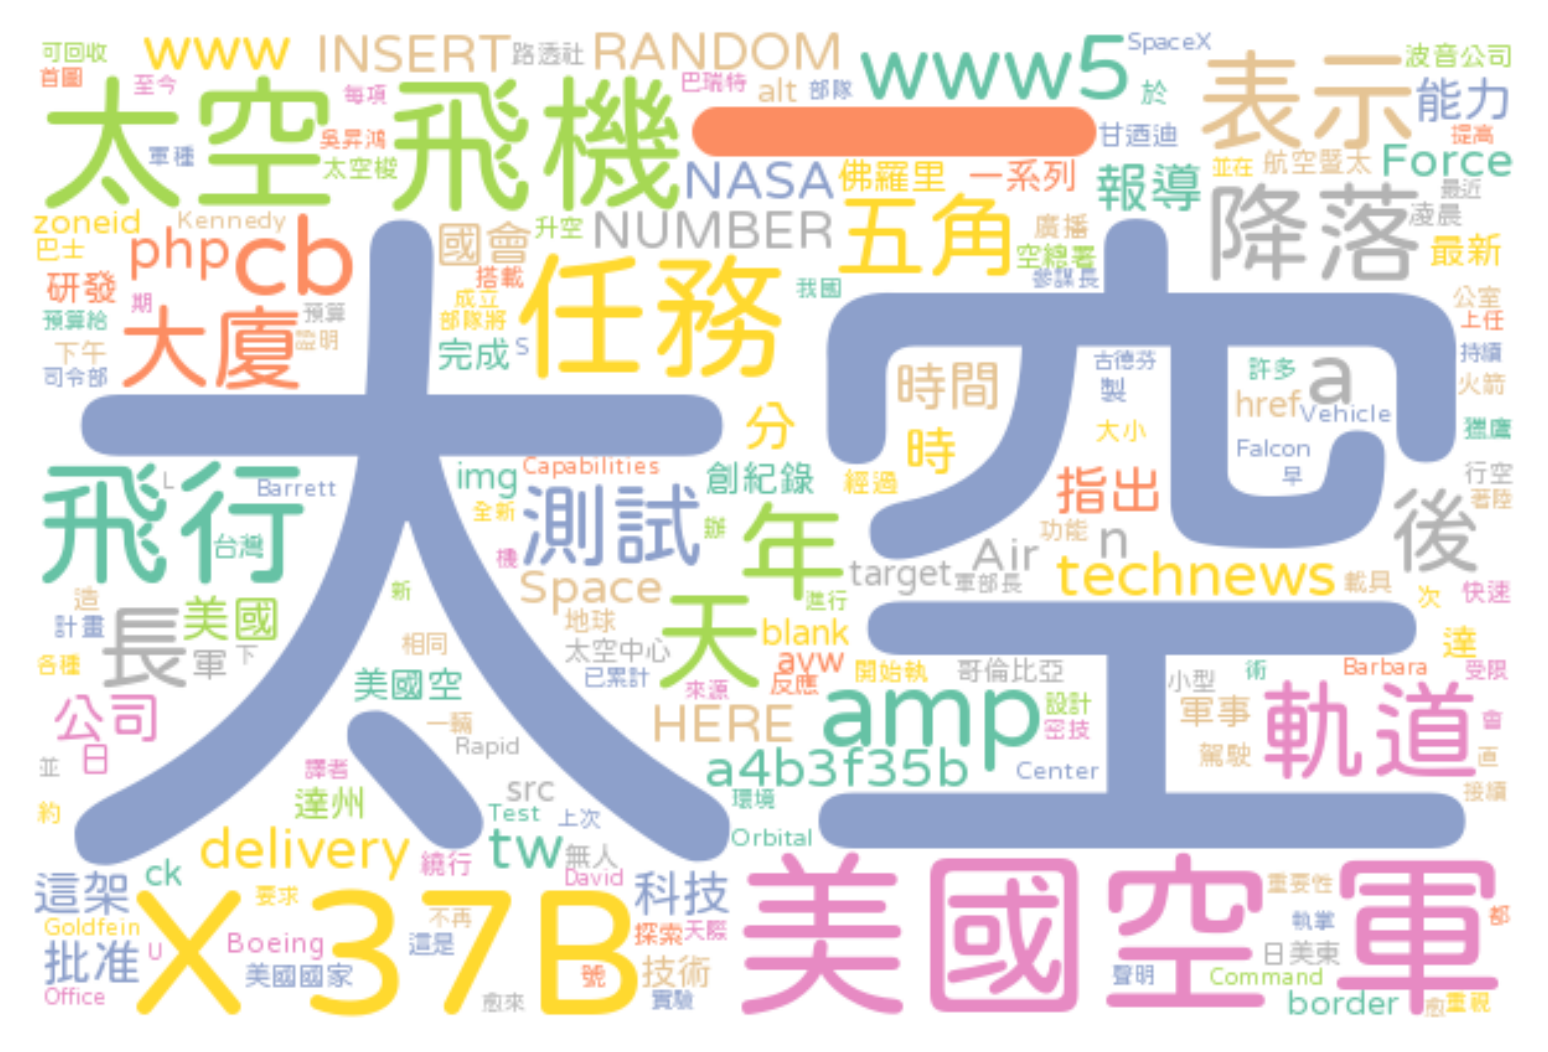 可回收 www INSERT 路透社 RANDOM www5 SpaceX 波音公司
首圖 至今 每項 巴瑞特 alt 部隊 於 表示 能力
太空飛機 一 甘迺迪 提高
軍種 吳昇鴻 太空梭 NASA 佛羅里 一系列 報導 並在 航空暨太 Force
zoneid Kennedy 國會 升空 NUMBER 五角 廣播 降落 最近 凌晨
巴士 php cb 搭載 任務 空總署 參謀長 最新
研發 期 預算 成立 我國 公室
預算給 大廈 證明 部隊將 上任
下午 司令部 完成 S 時間 古德芬 製 許多 a 持續 火箭
太空
分 時 大小 href Vehicle 獵鷹
飛行 L Barrett img Capabilities 創紀錄 經過 指出 Falcon 早 行空 著陸
台灣 全新 測試 辦 年 功能 後
機 Air n
造 新 Space target 軍部長 technews 載具 次 快速
計畫 長 美國 地球 天 進行 blank 達
各種 軍 下 相同 太空中心 avw 開始執 哥倫比亞 小型 術 Barbara 受限
美國空 已累計 來源 反應
公司 一輛 HERE amp 設計 密技 軍事 軌道 會
並 日 Rapid 駕駛 直
譯者 a4b3f35b Center
約 達州 src 環境 接續
Test 上次 Orbital
delivery 繞行 tw 無人
這架 ck David 科技 美國空軍 重要性
Goldfein X37B 要求 不再 探索 天際 執掌 都
批准 U Boeing 這是 日美東
美國國家 號 技術 聲明 Command
Office 愈來 實驗 border 愈 重視